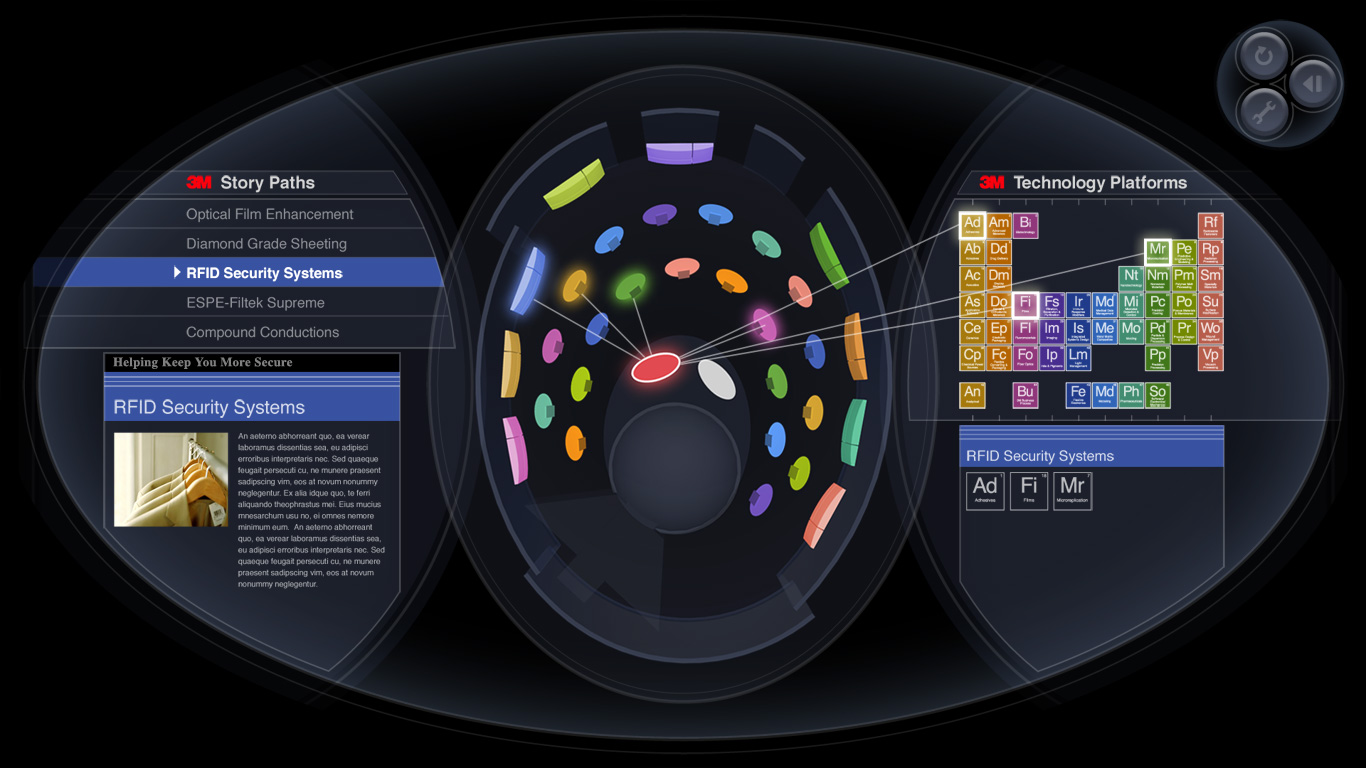 3M Story Paths
Optical Film Enhancement
Diamond Grade Sheeting
RFID Security Systems
ESPE-Filtek Supreme
Compound Conductions
Helping Keep You More Secure
RFID Security Systems
An aeterno abhorreant quo, ea verear
laboramus dissentias sea, eu adipisci
erroribus interpretaris nec. Sed quaeque
feugait persecuti cu, ne munere praesent
sadipscing vim, eos at novum nonummy
neglegentur. Ex alia idque quo, te ferri
aliquando theophrastus mei. Eius mucius
mnesarchum usu no, ei omnes nemore
minimum eum. An aeterno abhorreant
quo, ea verear laboramus dissentias sea,
eu adipisci erroribus interpretaris nec. Sed
quaeque feugait persecuti cu, ne munere
praesent sadipscing vim, eos at novum
nonummy neglegentur.
3M Technology Platforms
Ad Am Bi Rf
Ab Dd Mr Pe Rp
Ac Dm Nt Nm Pm Sm
As Do Fi Fs Ir Md Mi Pc Po Su
Ce Ep Fl Im Is Me Mo Pd Pr Wo
Cp Fc Fo Ip Lm Pp Vp
An Bu Fe Md Ph So
RFID Security Systems
Ad Fi Mr
Adhesives Films Microreplication